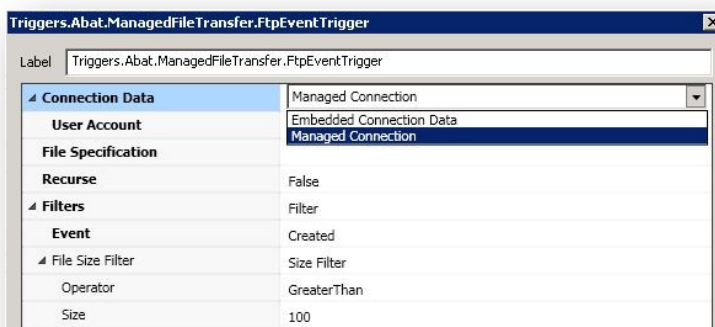 Triggers.Abat.ManagedFileTransfer.FtpEventTrigger
Label Triggers.Abat.ManagedFileTransfer.FtpEventTrigger
Connection Data Managed Connection
Embedded Connection Data
User Account
Managed Connection
File Specification
Recurse False
Filters Filter
Event Created
File Size Filter Size Filter
Operator GreaterThan
Size 100